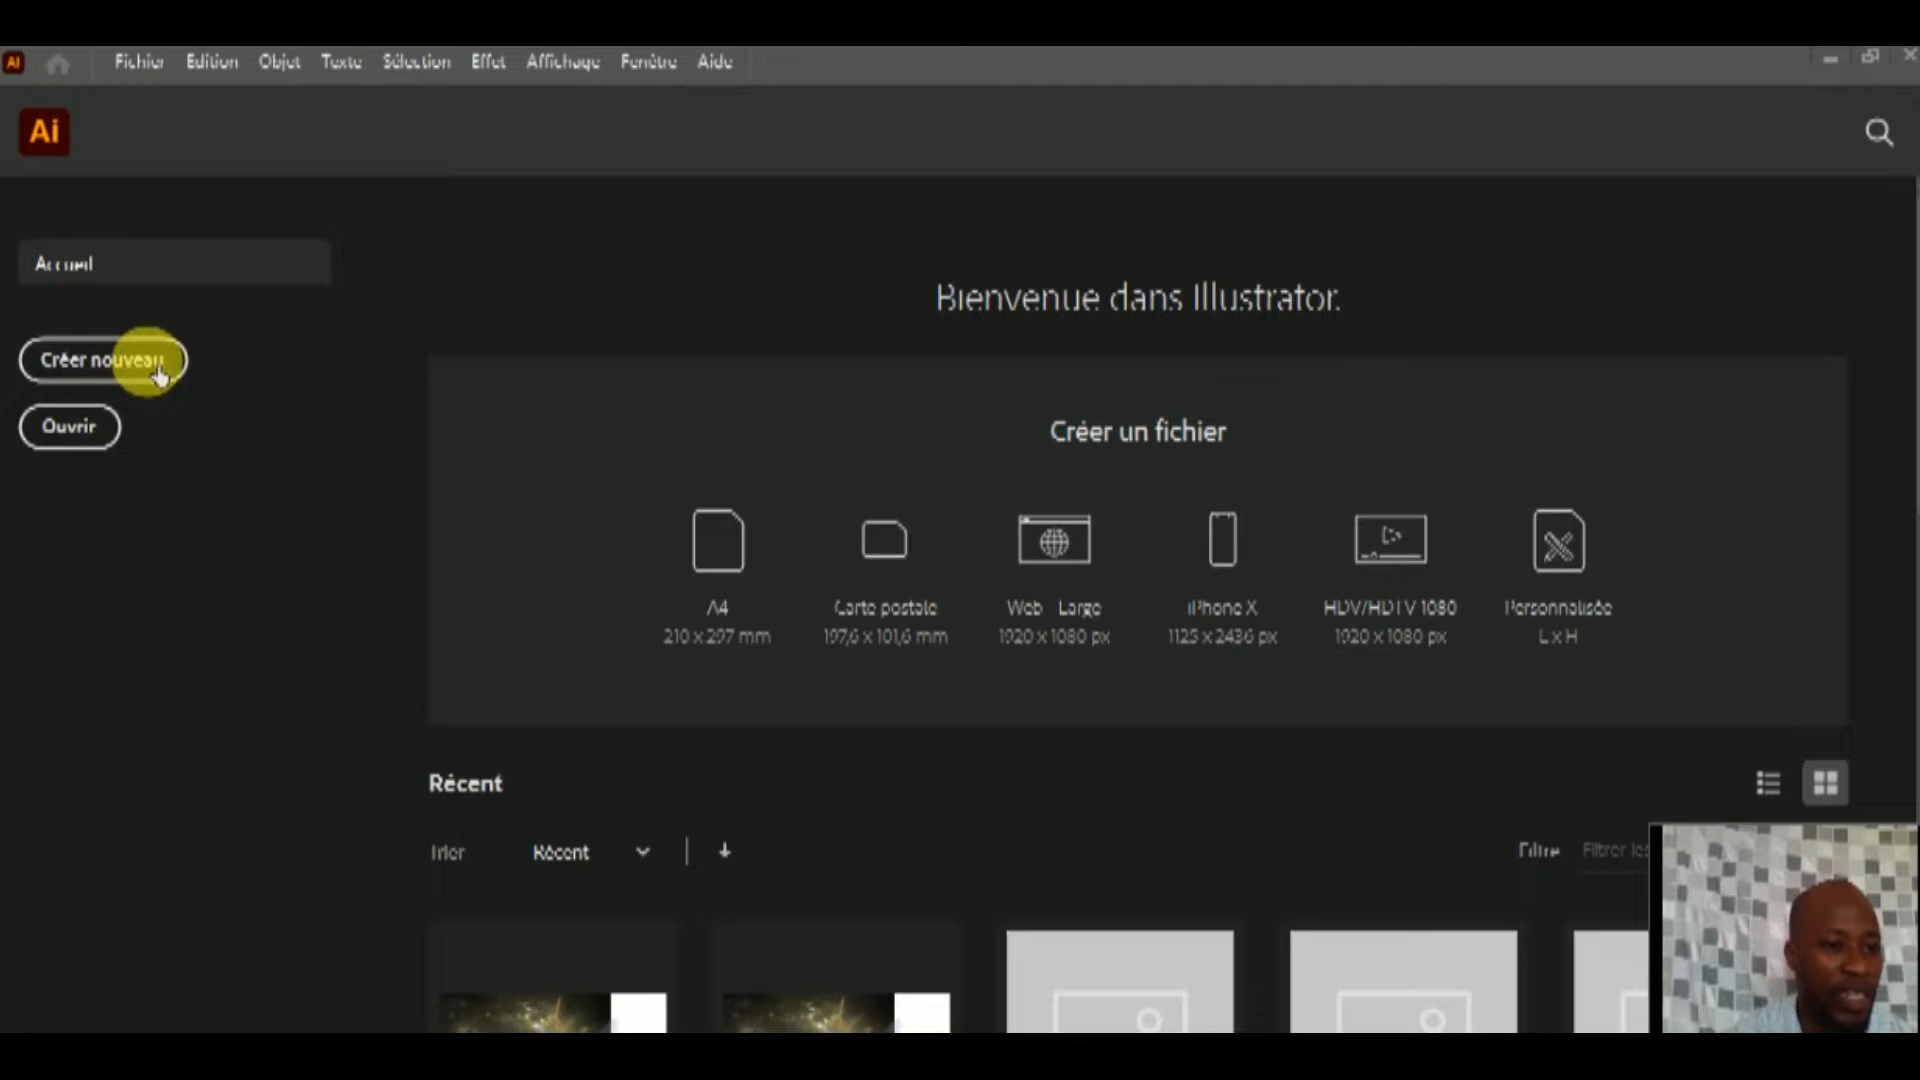 Ai
Fichier Edition Objet Texte Sélection Effet Affichage Fenêtre Aide
Ai
Accueil
Bienvenue dans Illustrator.
Créer nouveau
Ouvrir
Créer un fichier
A4
210 x 297 mm
Carte postale
197,6 x 101,6 mm
Web - Large
1920 x 1080 px
iPhone X
1125 x 2436 px
HDV/HDTV 1080
1920 x 1080 px
Personnalisée
L x H
Récent
Trier Récent Filtre Filtrer les